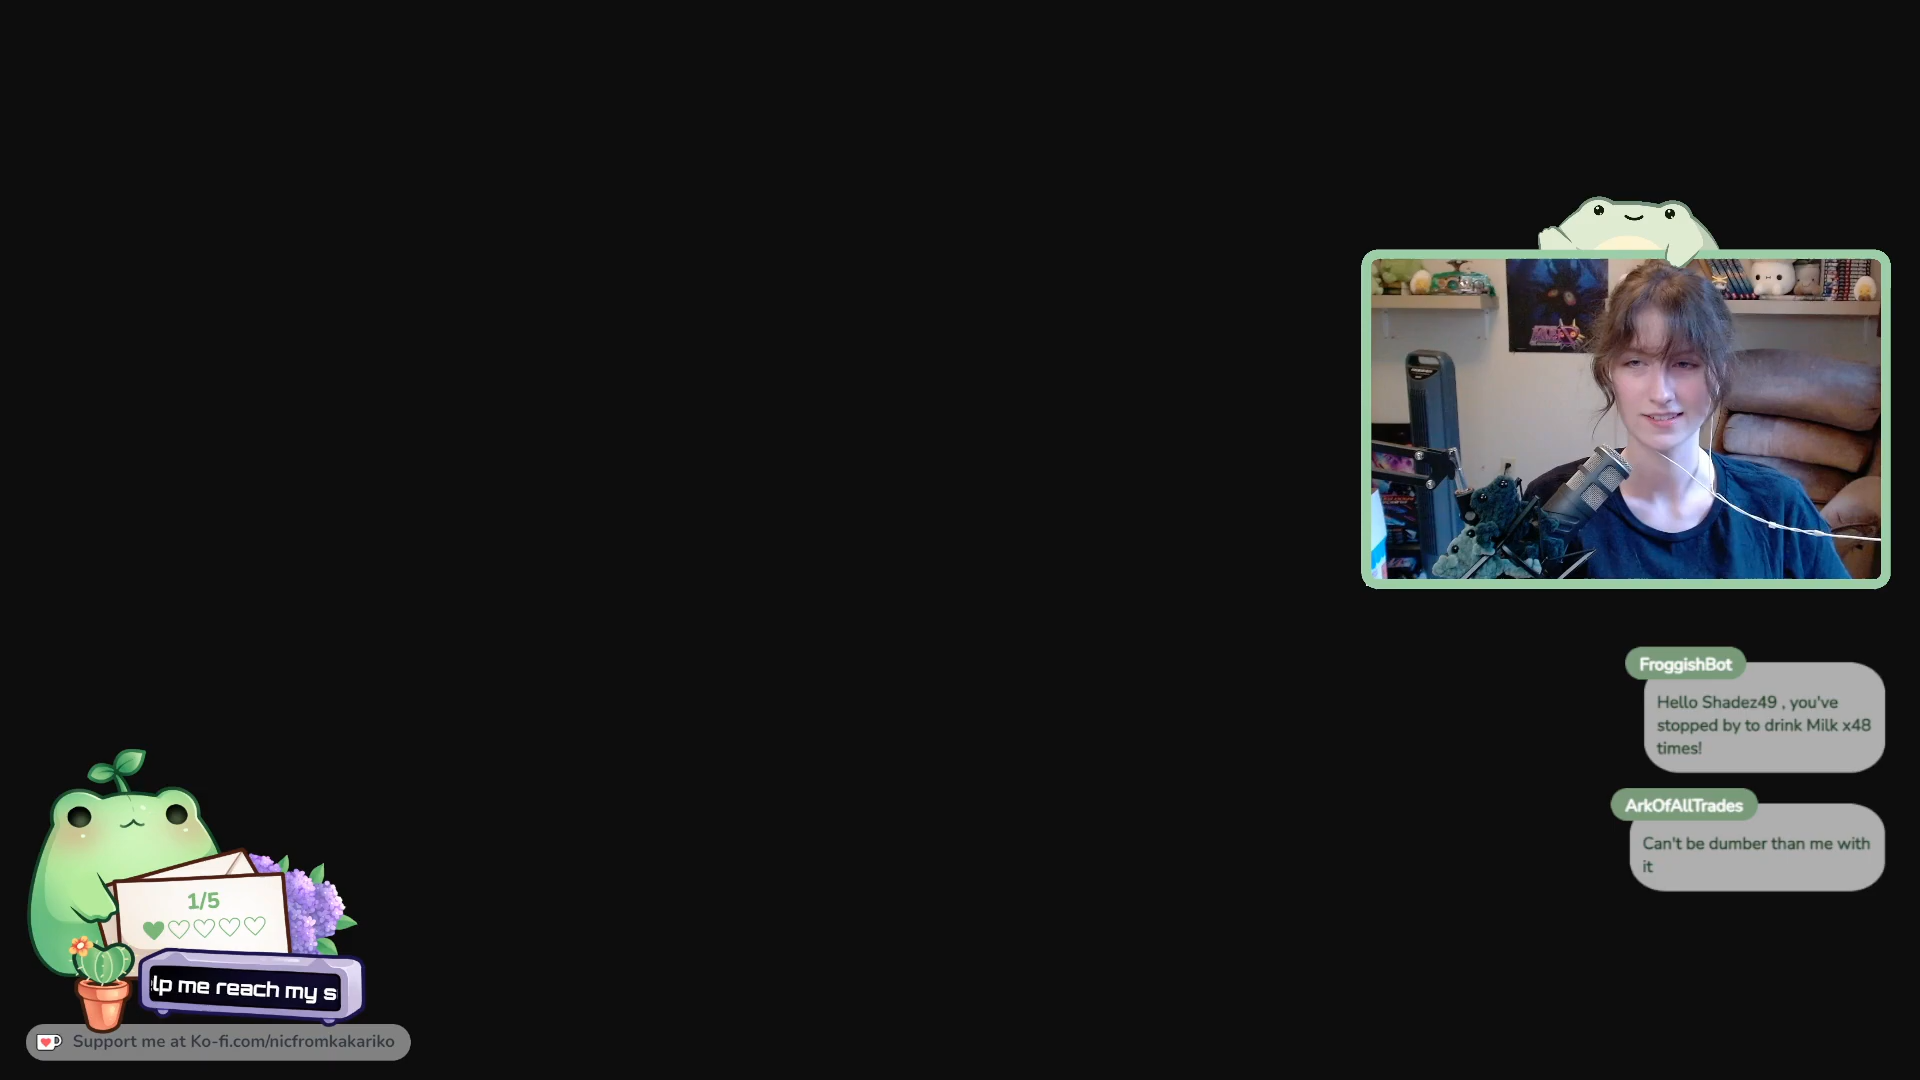 FroggishBot
Hello Shadez49 , you've
stopped by to drink Milk x48
times!
ArkOfAllTrades
Can't be dumber than me with
it
1/5
lp me reach my s
Support me at Ko-fi.com/nicfromkakariko